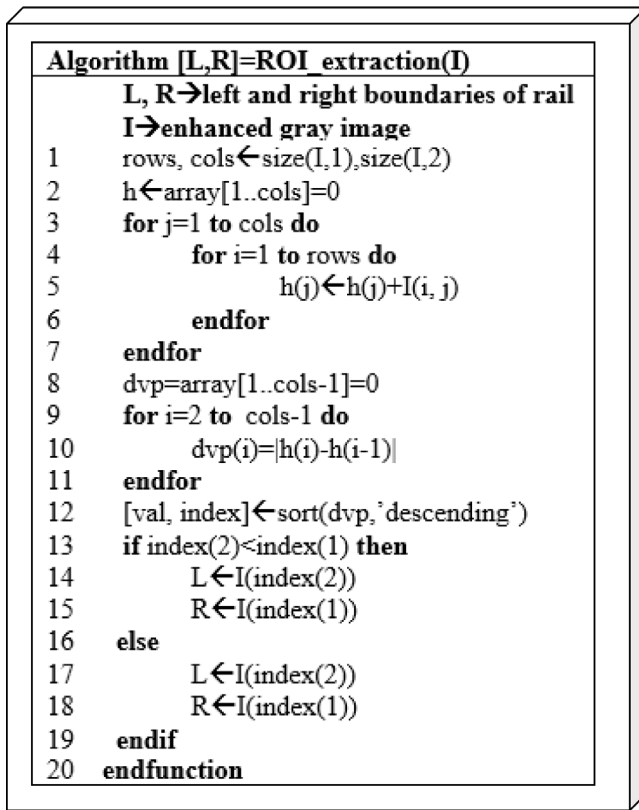 Algorithm [L,R]=ROI_extraction(I)
L, R→left and right boundaries of rail
I→enhanced gray image
1 rows, cols←size(I,1),size(I,2)
2 h←array[1..cols]=0
3 for j=1 to cols do
4 for i=1 to rows do
5 h(j)←h(j)+I(i, j)
6 endfor
7 endfor
8 dvp=array[1..cols-1]=0
9 for i=2 to cols-1 do
10 dvp(i)=|h(i)-h(i-1)|
11 endfor
12 [val, index]←sort(dvp,’descending’)
13 if index(2)<index(1) then
14 L←I(index(2))
15 R←I(index(1))
16 else
17 L←I(index(2))
18 R←I(index(1))
19 endif
20 endfunction